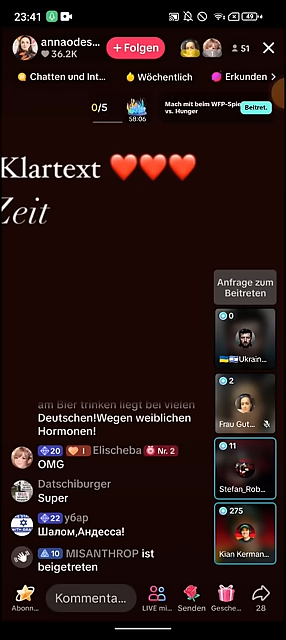 23:41
49
annaodes...
36.2K
+ Folgen
51
Chatten und Int...
Wöchentlich
Erkunden
0/5
58:06
Mach mit beim WFP-Spie
vs. Hunger
Beitret.
Klartext ❤️❤️❤️
Zeit
Anfrage zum
Beitreten
0
🇺🇦🇮🇱Ukrain...
2
Frau Gut...
11
Stefan_Rob...
275
Kian Kerman...
am Bier trinken liegt bei vielen
Deutschen!Wegen weiblichen
Hormonen!
20 I Elischeba Nr. 2
OMG
Datschiburger
Super
22 убар
Шалом,Андесса!
10 MISANTHROP ist
beigetreten
Abonn...
Kommenta...
LIVE mi...
Senden
Gesche...
28